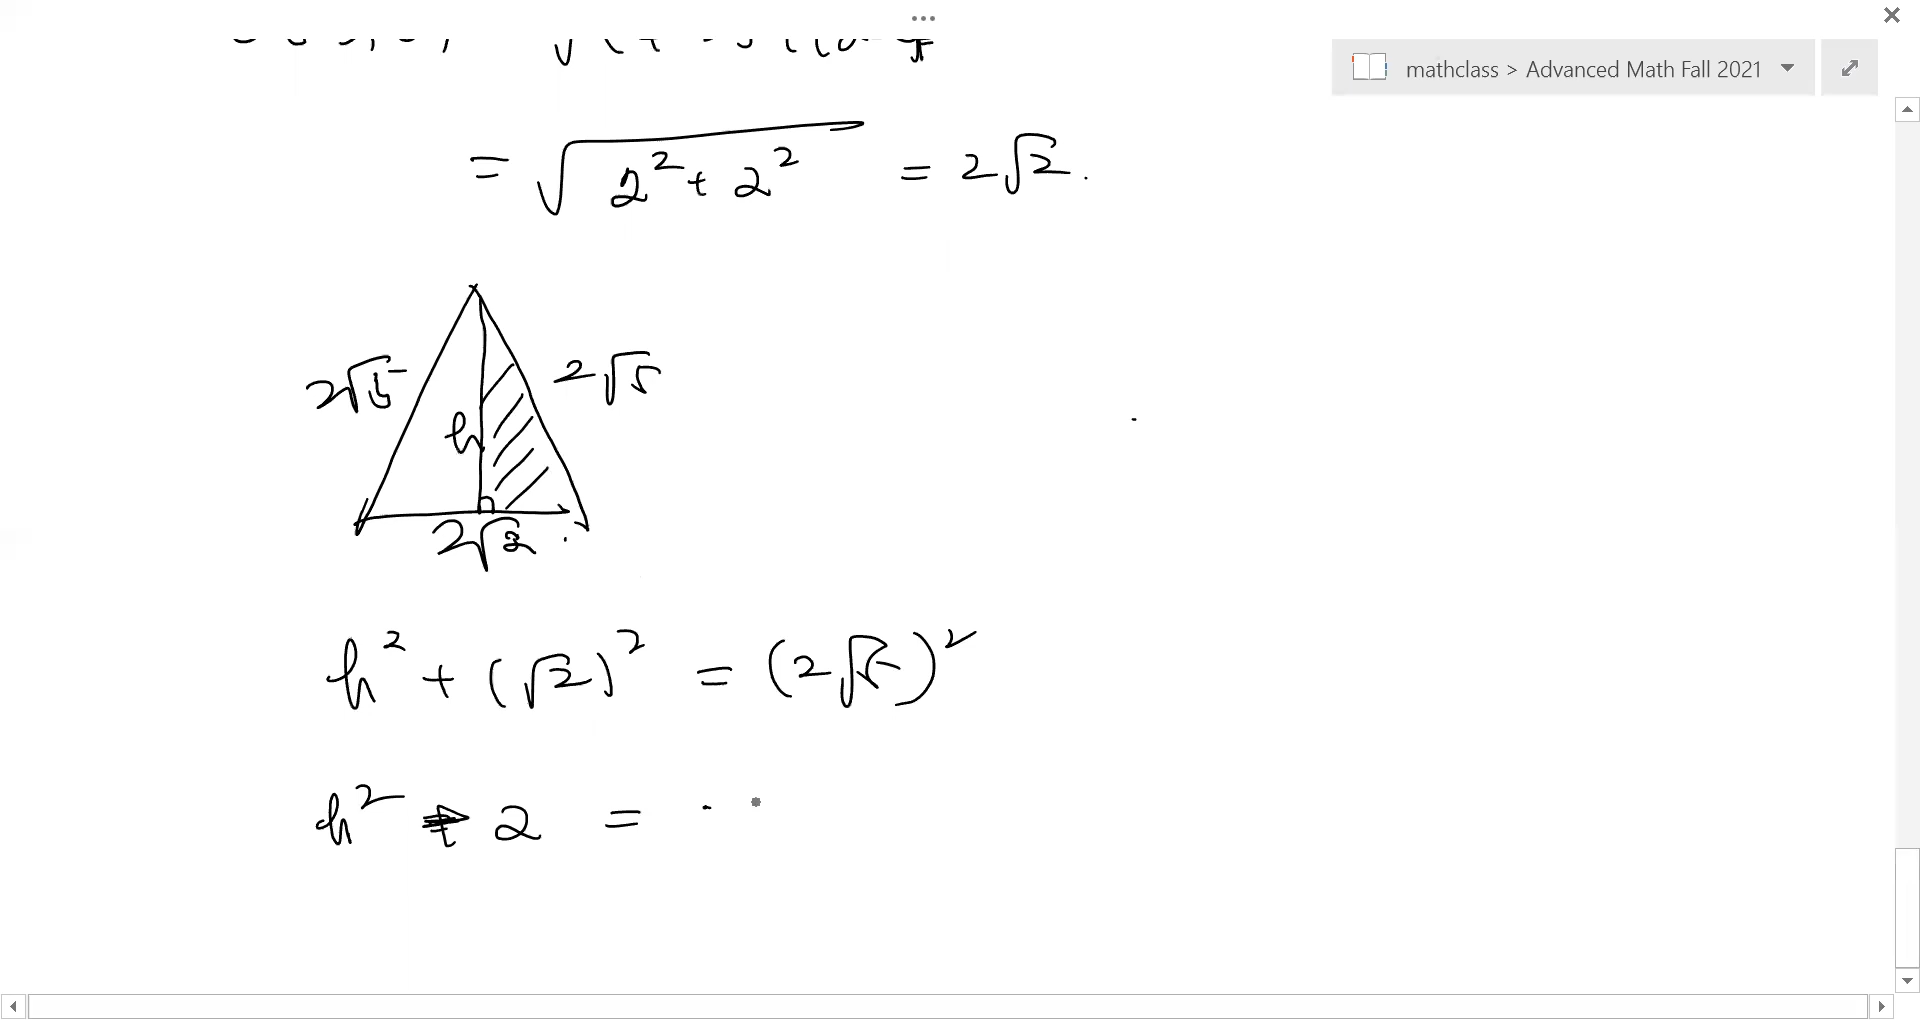 mathclass > Advanced Math Fall 2021
= √(2² + 2²) = 2√2.
2√5 2√5
h
2√2
h² + (√2)² = (2√5)²
h² + 2 =